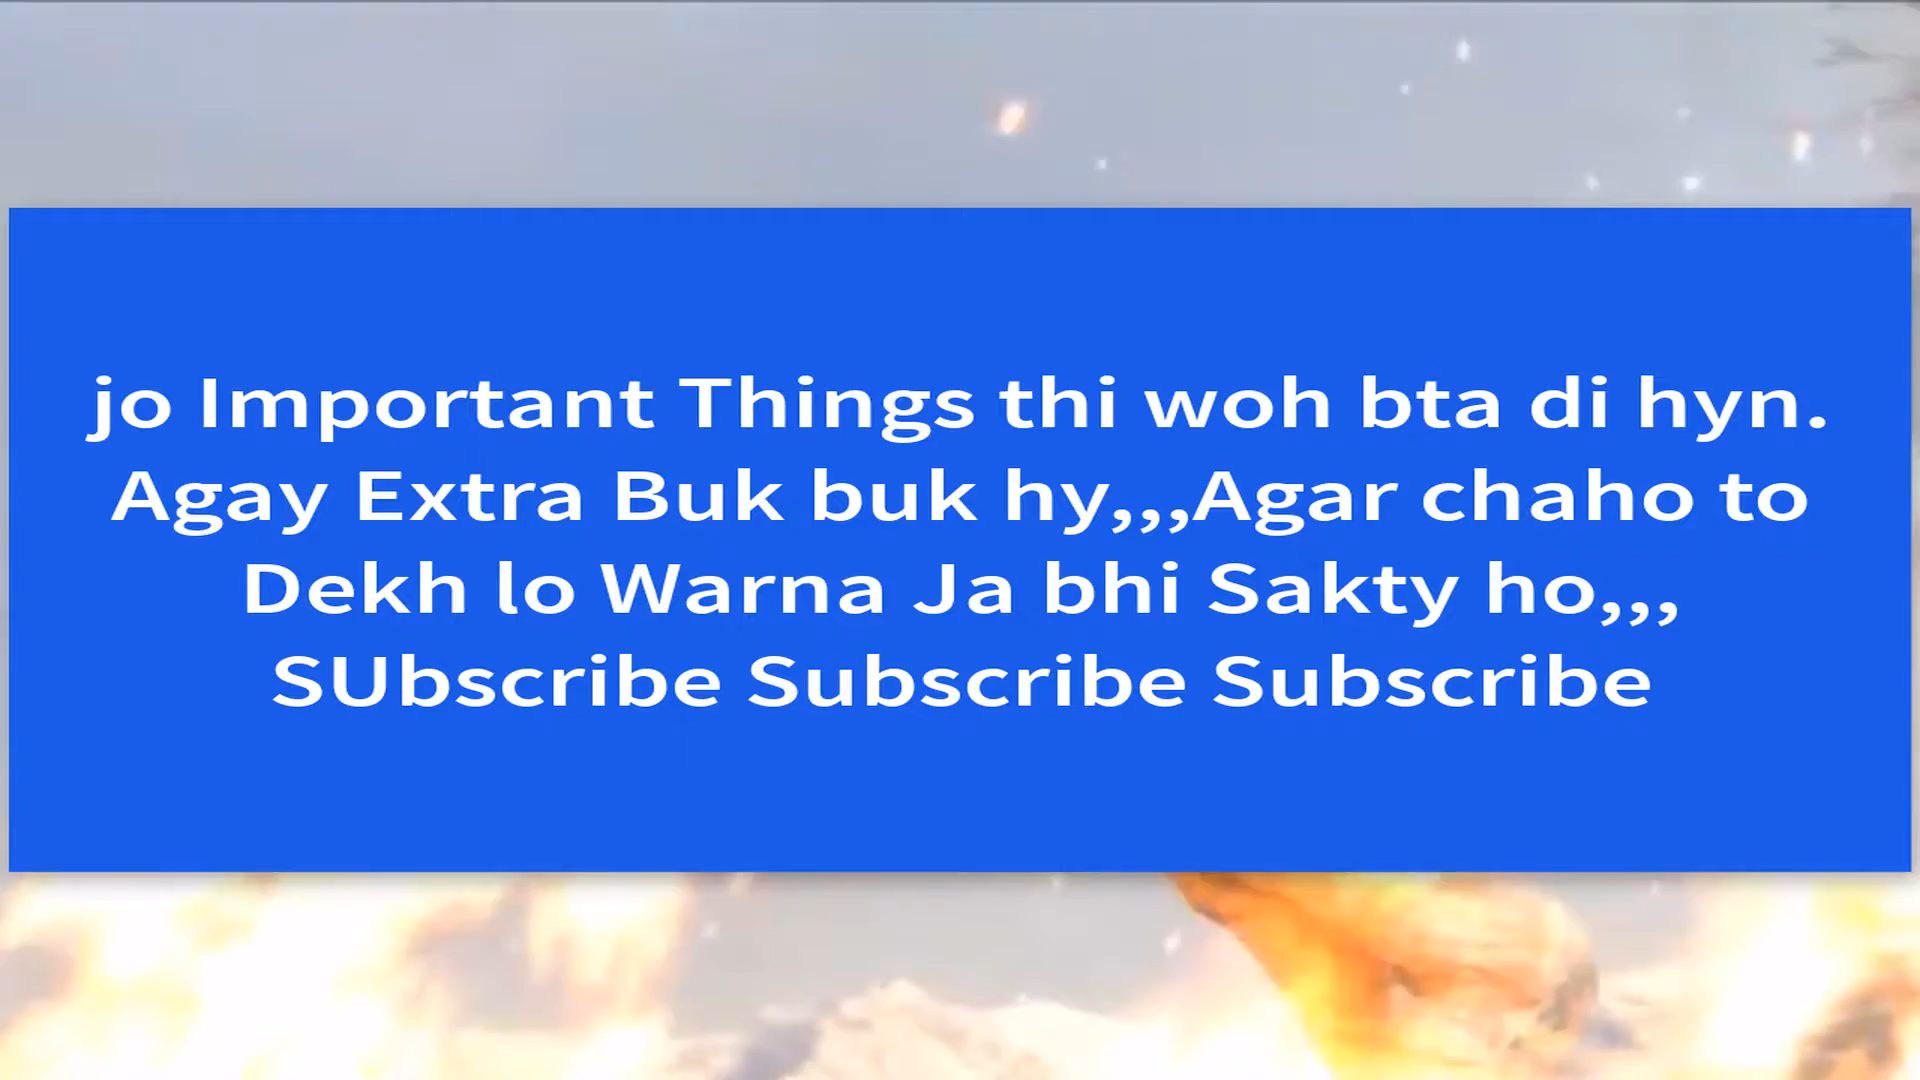 jo Important Things thi woh bta di hyn.
Agay Extra Buk buk hy,,,Agar chaho to
Dekh lo Warna Ja bhi Sakty ho,,,
SUbscribe Subscribe Subscribe